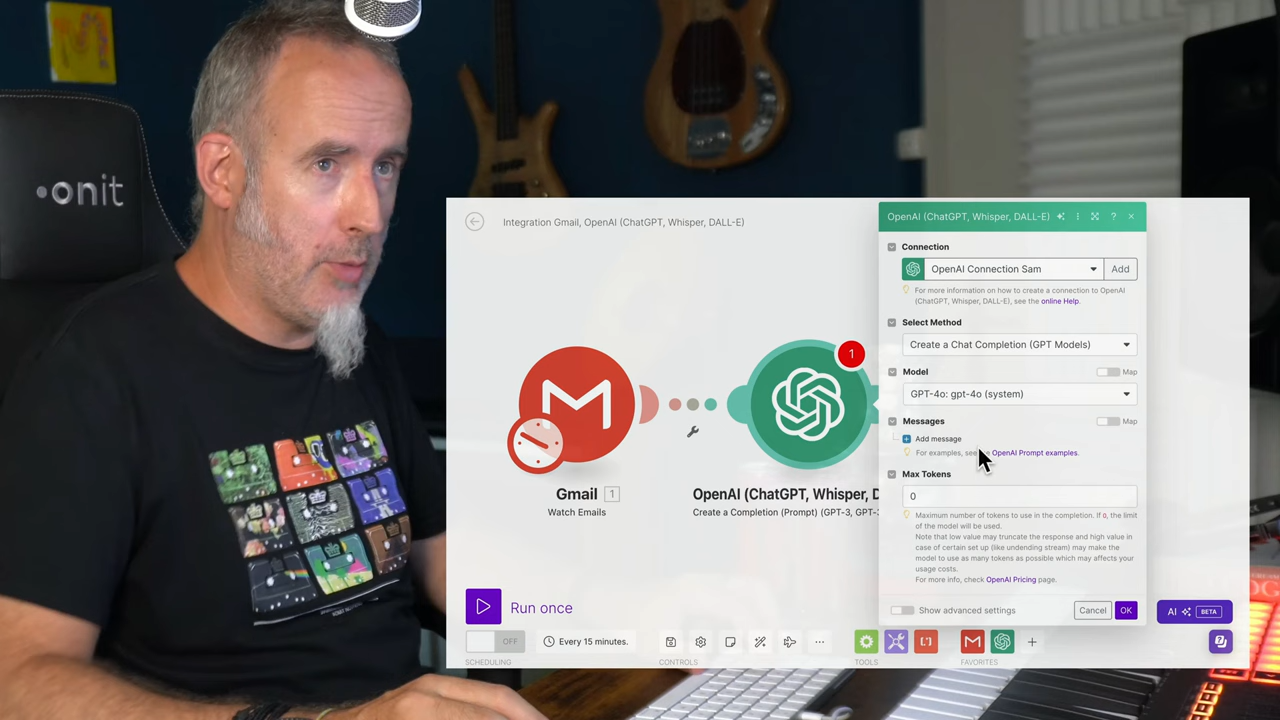 onit
Integration Gmail, OpenAI (ChatGPT, Whisper, DALL-E)
Gmail 1
Watch Emails
OpenAI (ChatGPT, Whisper, D
Create a Completion (Prompt) (GPT-3, GPT-
1
OpenAI (ChatGPT, Whisper, DALL-E) ?
Connection
OpenAI Connection Sam
Add
For more information on how to create a connection to OpenAI
(ChatGPT, Whisper, DALL-E), see the online Help.
Select Method
Create a Chat Completion (GPT Models)
Model
Map
GPT-4o: gpt-4o (system)
Messages
Map
Add message
For examples, see OpenAI Prompt examples.
Max Tokens
0
Maximum number of tokens to use in the completion. If 0, the limit
of the model will be used.
Note that low value may truncate the response and high value in
case of certain set up (like undending stream) may make the
model to use as many tokens as possible which may affects your
usage costs.
For more info, check OpenAI Pricing page.
Show advanced settings
Cancel
OK
Run once
AI BETA
OFF
Every 15 minutes.
SCHEDULING
CONTROLS
TOOLS
FAVORITES